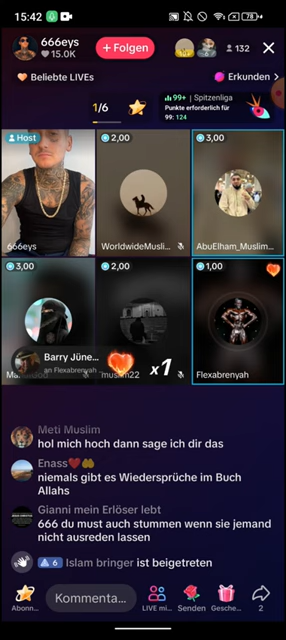 15:42
78
666eys
15.0K
+ Folgen
132
Beliebte LIVEs
Erkunden >
1/6
99+ | Spitzenliga
Punkte erforderlich für
99: 124
Host
2,00
3,00
666eys
WorldwideMusli...
AbuElham_Muslim...
3,00
2,00
1,00
Barry Jüne...
an Flexabrenyah
x1
muslim22
Flexabrenyah
Meti Muslim
hol mich hoch dann sage ich dir das
Enass
niemals gibt es Wiedersprüche im Buch
Allahs
Gianni mein Erlöser lebt
666 du must auch stummen wenn sie jemand
nicht ausreden lassen
6 Islam bringer ist beigetreten
Kommenta...
Abonn...
LIVE mi...
Senden
Gesche...
2